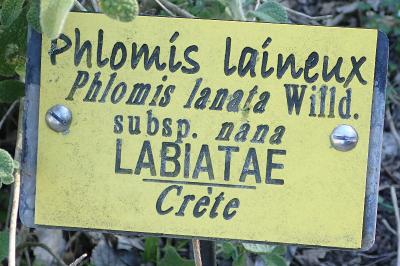 Phlomis laineux
Phlomis lanata Willd.
subsp. nana
LABIATAE
Crète